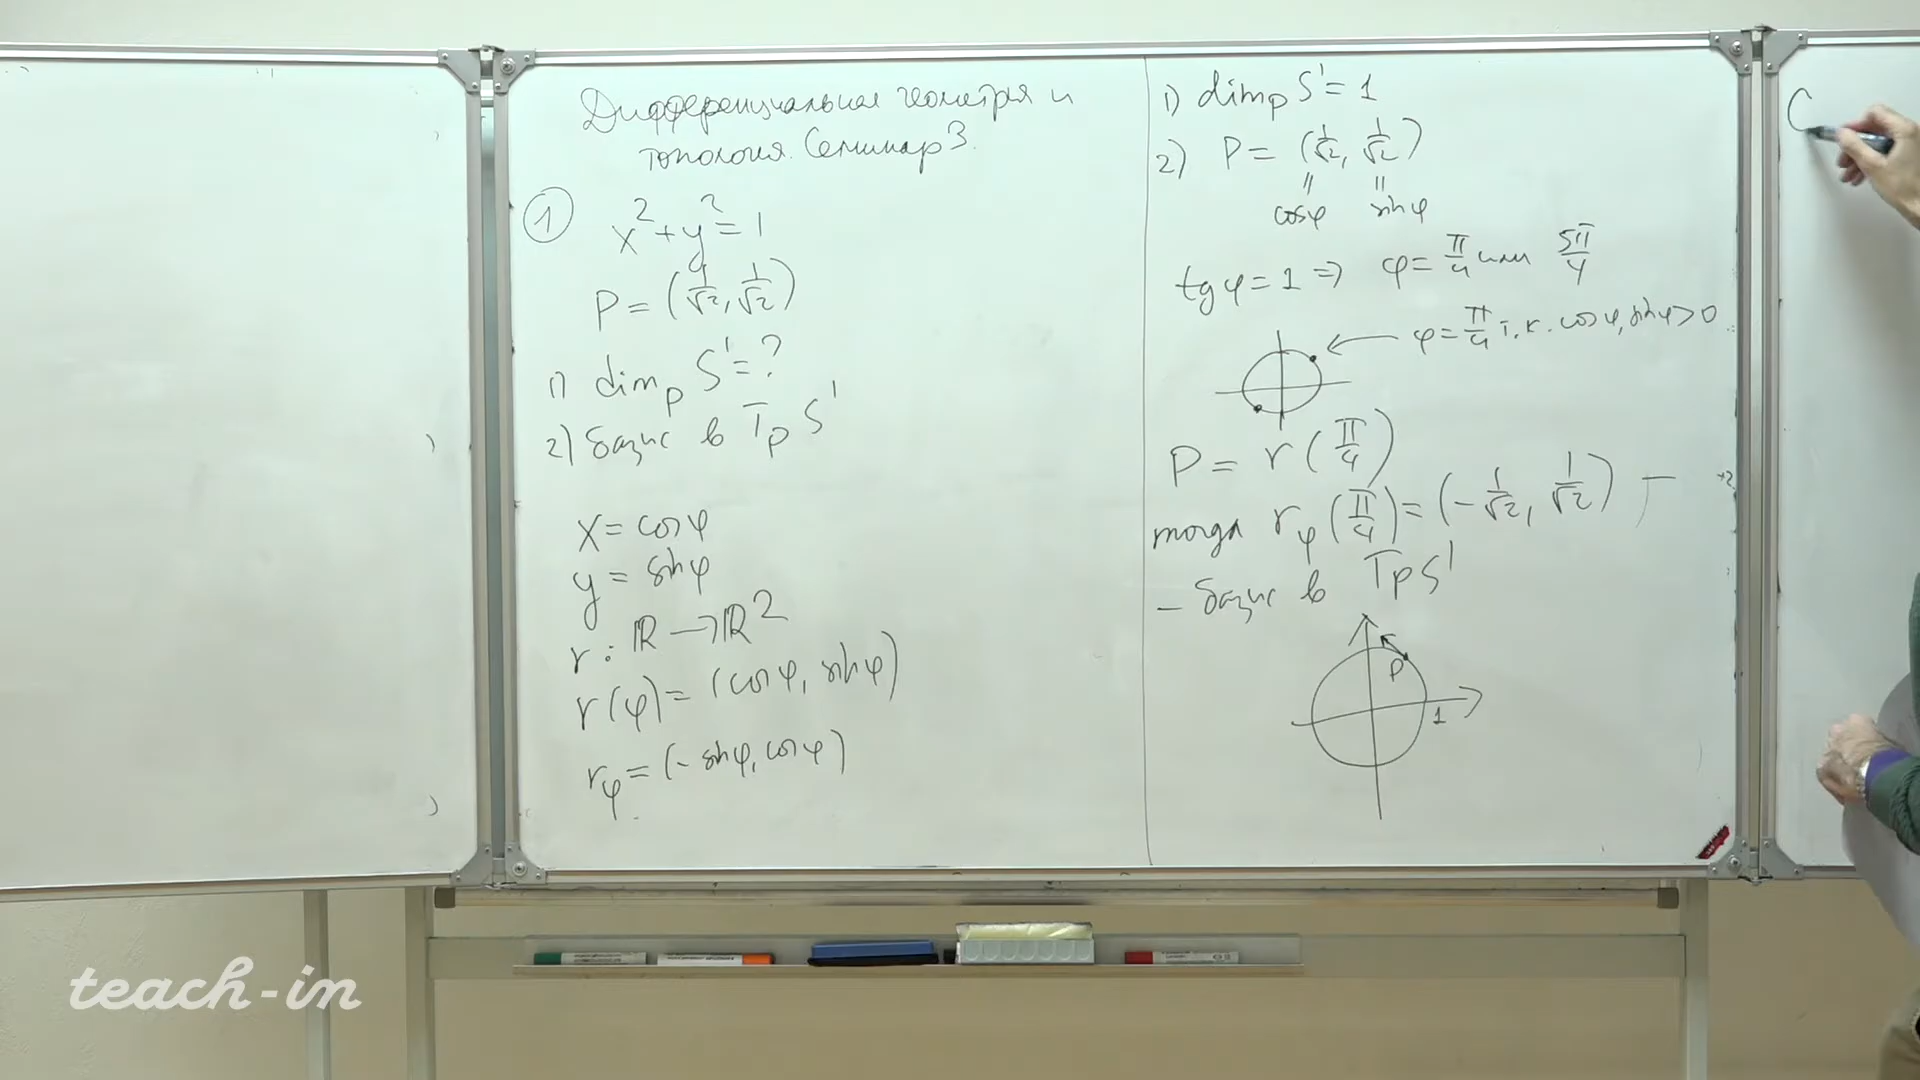 Дифференциальная геометрия и
топология. Семинар 3.
1
x² + y² = 1
P = (1/√2, 1/√2)
1) dim_P S¹ = ?
2) базис в T_P S¹
x = cos φ
y = sin φ
r : ℝ → ℝ²
r(φ) = (cos φ, sin φ)
r_φ = (- sin φ, cos φ)
1) dim_P S¹ = 1
2) P = (1/√2, 1/√2)
= =
cos φ sin φ
tg φ = 1 ⇒ φ = π/4 или 5π/4
φ = π/4 т.к. cos φ, sin φ > 0
P = r(π/4)
тогда r_φ(π/4) = (- 1/√2, 1/√2) –
– базис в T_P S¹
P
1
teach-in